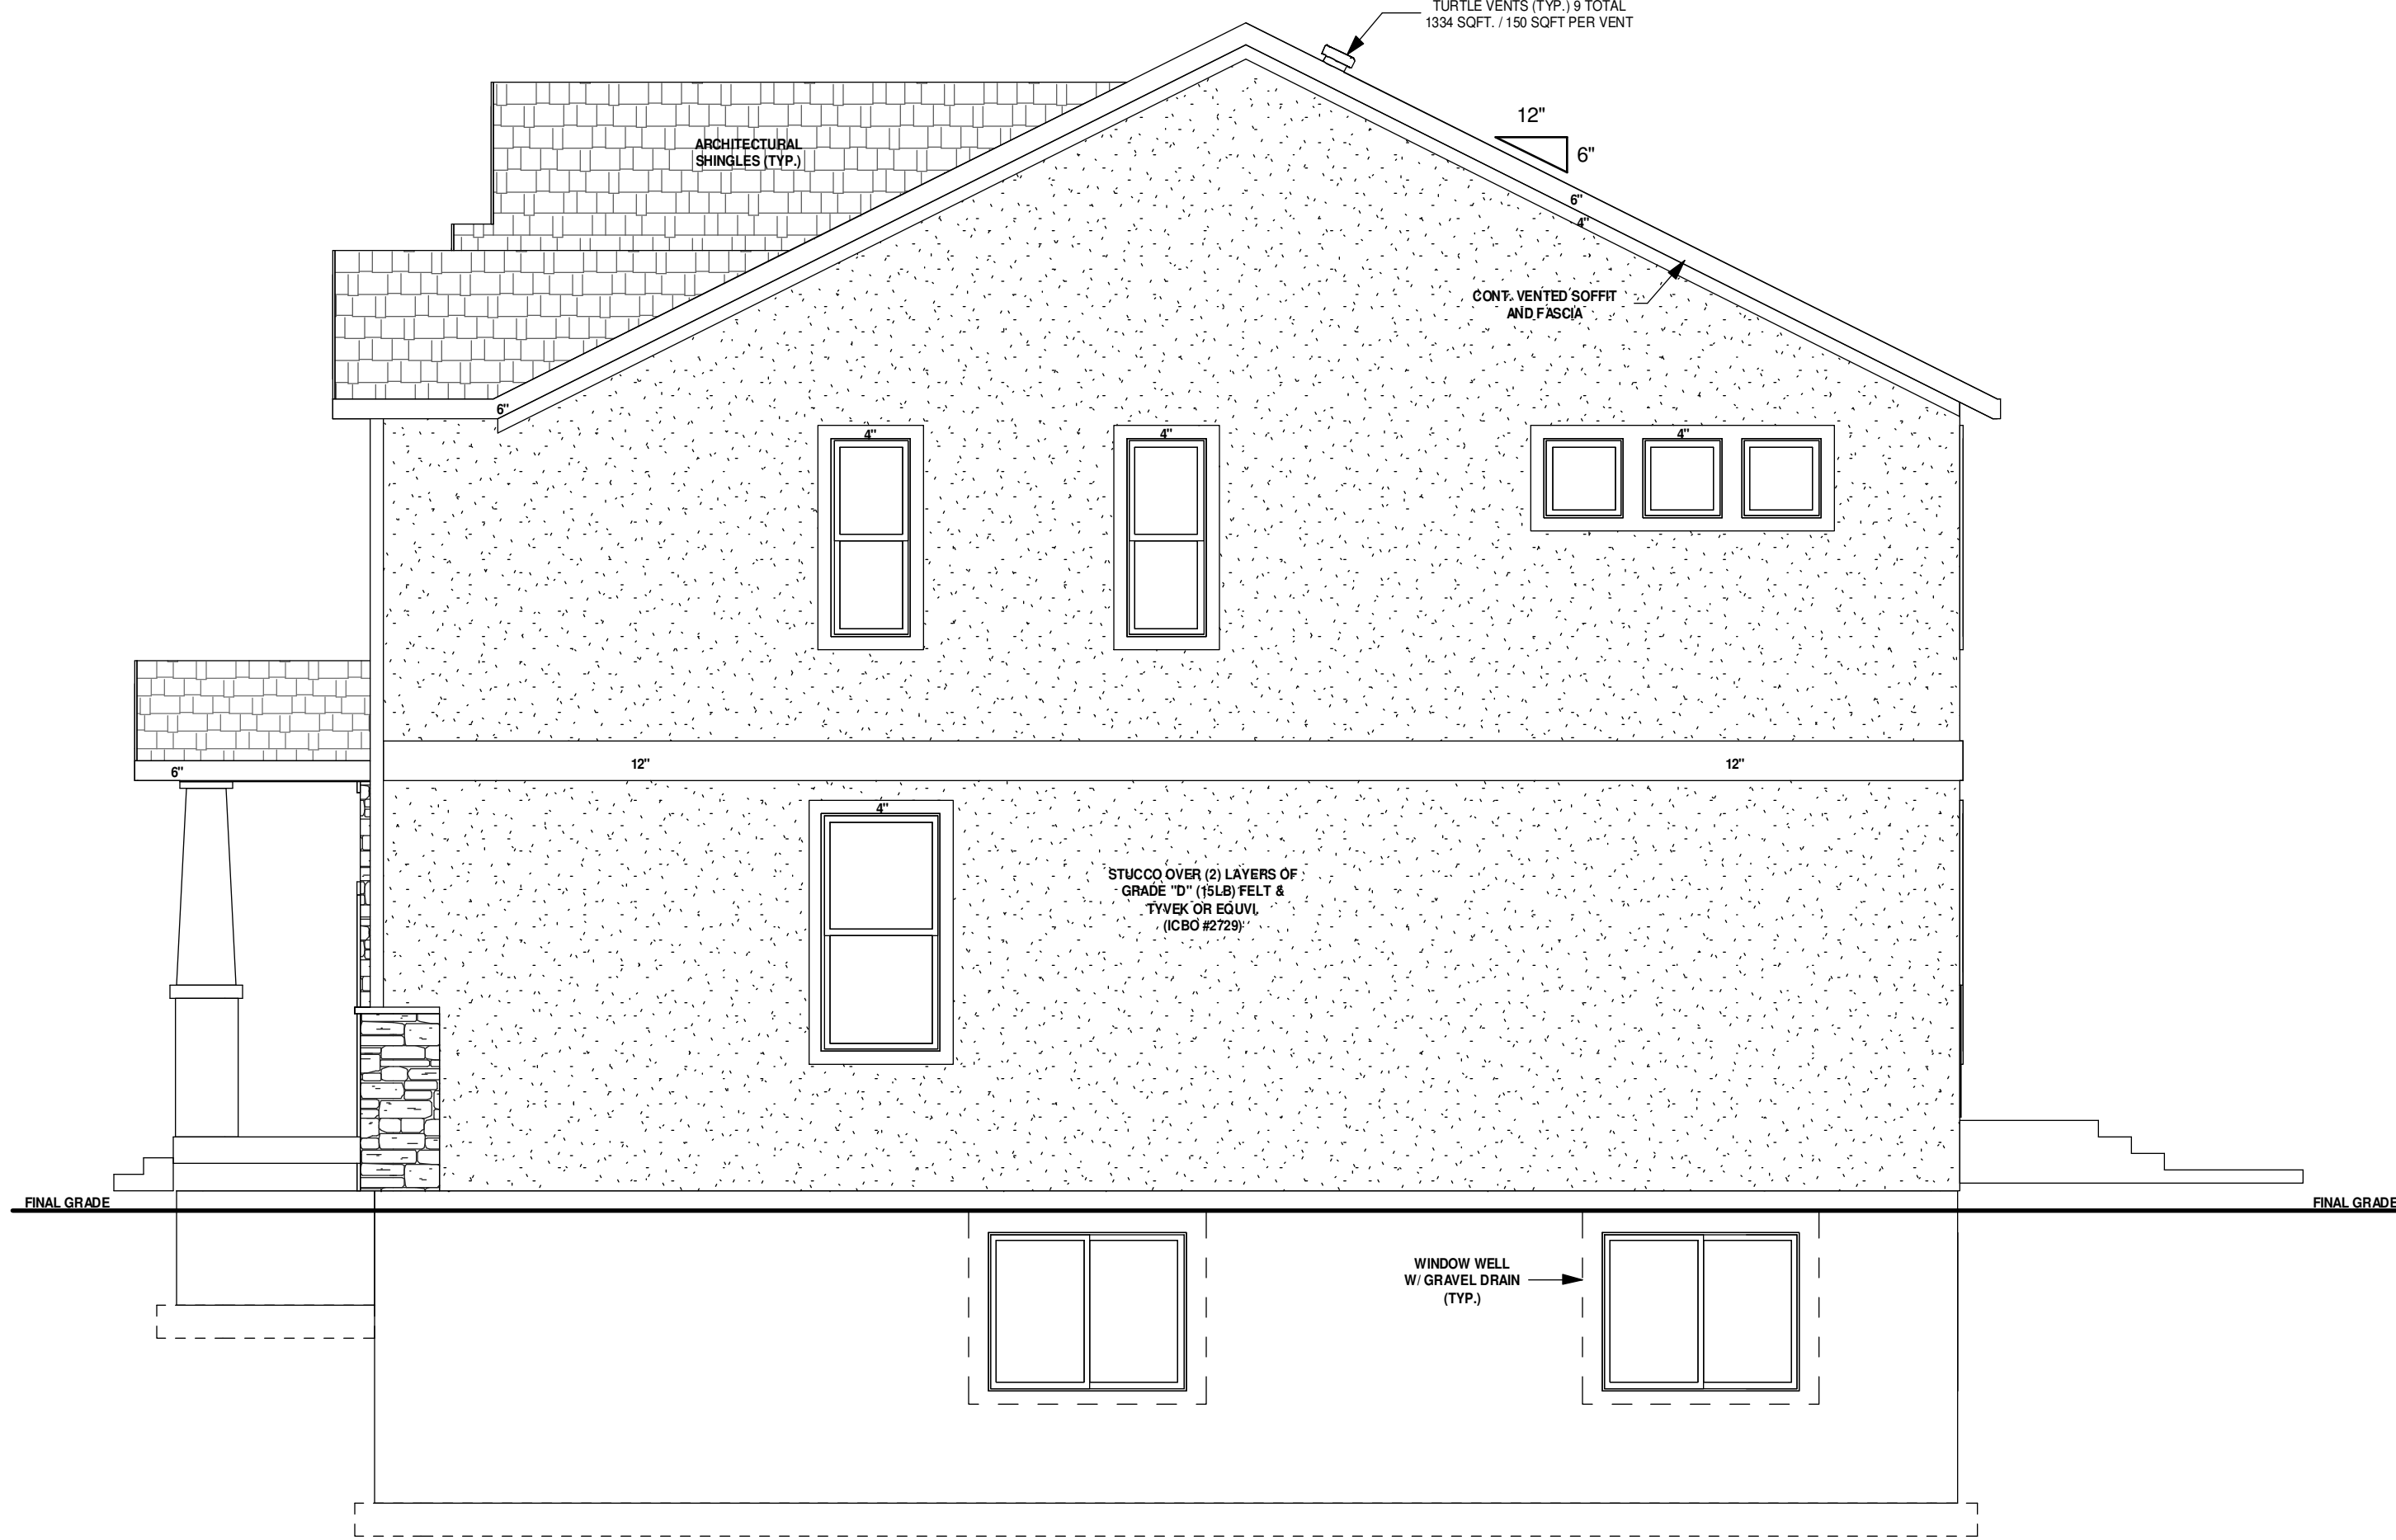 TURTLE VENTS (TYP.) 9 TOTAL
1334 SQFT. / 150 SQFT PER VENT
12"
6"
ARCHITECTURAL
SHINGLES (TYP.)
6"
4"
CONT. VENTED SOFFIT
AND FASCIA
6"
4"
4"
4"
6"
12"
12"
4"
STUCCO OVER (2) LAYERS OF
GRADE "D" (15LB) FELT &
TYVEK OR EQUVI.
(ICBO #2729)
FINAL GRADE
FINAL GRADE
WINDOW WELL
W/ GRAVEL DRAIN
(TYP.)